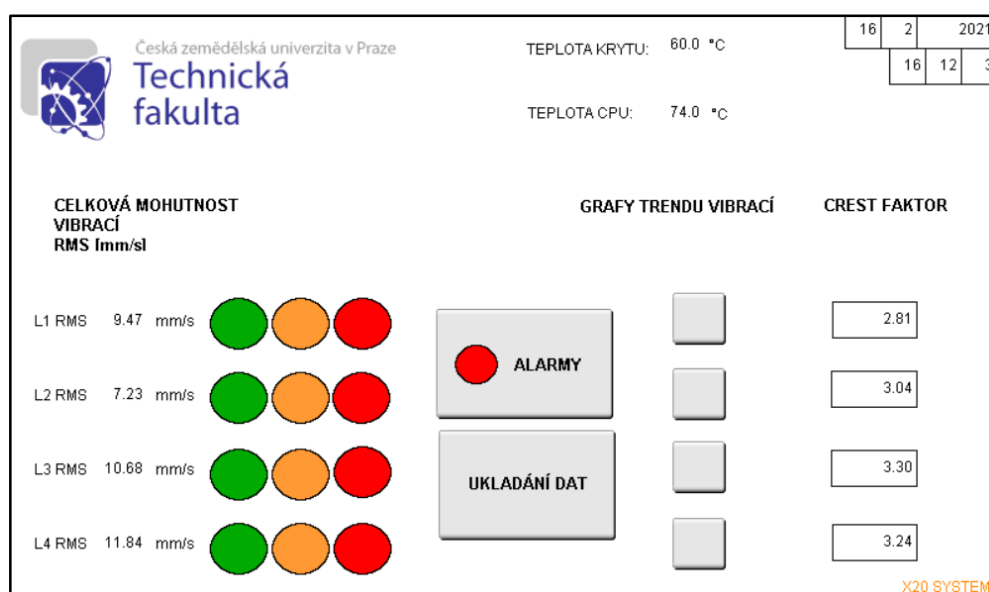 Česká zemědělská univerzita v Praze
Technická
fakulta
TEPLOTA KRYTU: 60.0 °C
16 2 2021
16 12 3
TEPLOTA CPU: 74.0 °C
CELKOVÁ MOHUTNOST
VIBRACÍ
RMS [mm/s]
GRAFY TRENDU VIBRACÍ
CREST FAKTOR
L1 RMS 9.47 mm/s
2.81
ALARMY
L2 RMS 7.23 mm/s
3.04
L3 RMS 10.68 mm/s
3.30
UKLADÁNÍ DAT
L4 RMS 11.84 mm/s
3.24
X20 SYSTEM